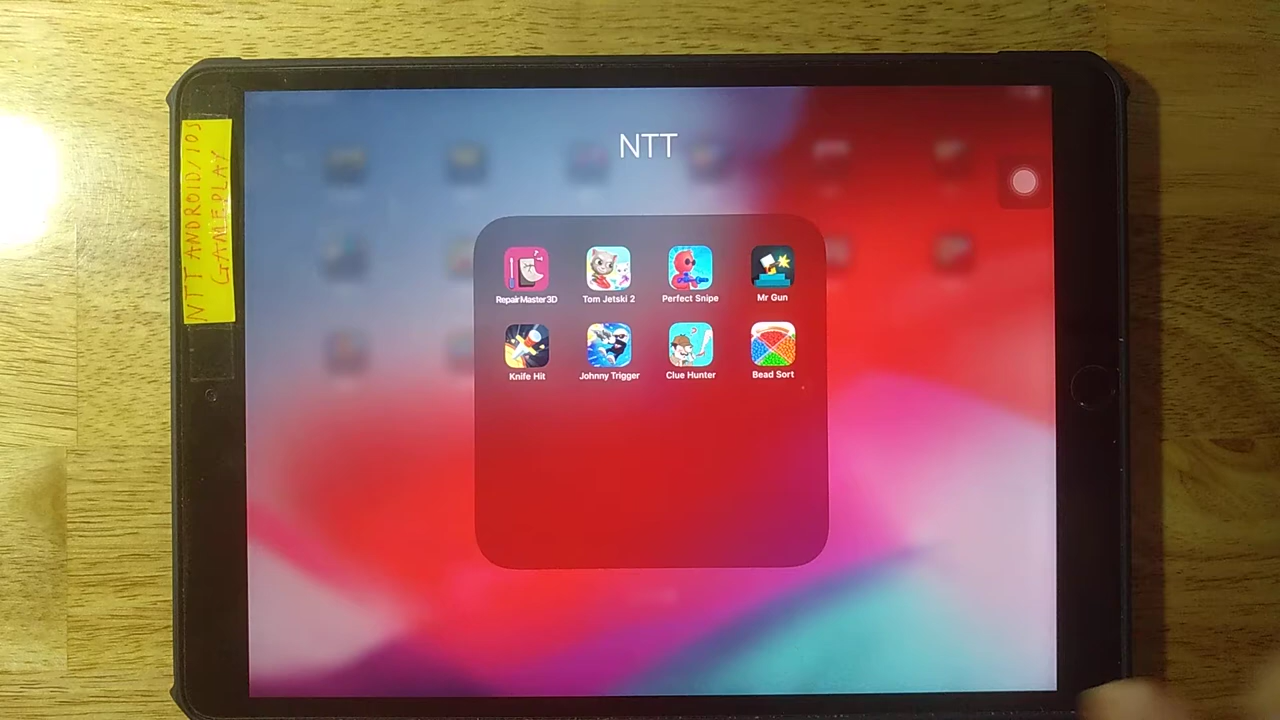 NTT ANDROID/IOS
GAMEPLAY
NTT
RepairMaster3D
Tom Jetski 2
Perfect Snipe
Mr Gun
Knife Hit
Johnny Trigger
Clue Hunter
Bead Sort